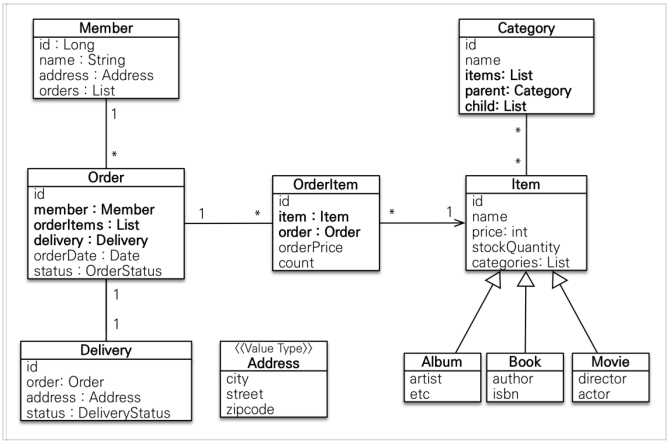 Member
id : Long
name : String
address : Address
orders : List
Category
id
name
items: List
parent: Category
child: List
1
*
*
*
Order
id
member : Member
orderItems : List
delivery : Delivery
orderDate : Date
status : OrderStatus
1
*
OrderItem
id
item : Item
order : Order
orderPrice
count
*
1
Item
id
name
price: int
stockQuantity
categories: List
1
1
Delivery
id
order: Order
address : Address
status : DeliveryStatus
⟨⟨Value Type⟩⟩
Address
city
street
zipcode
Album
artist
etc
Book
author
isbn
Movie
director
actor